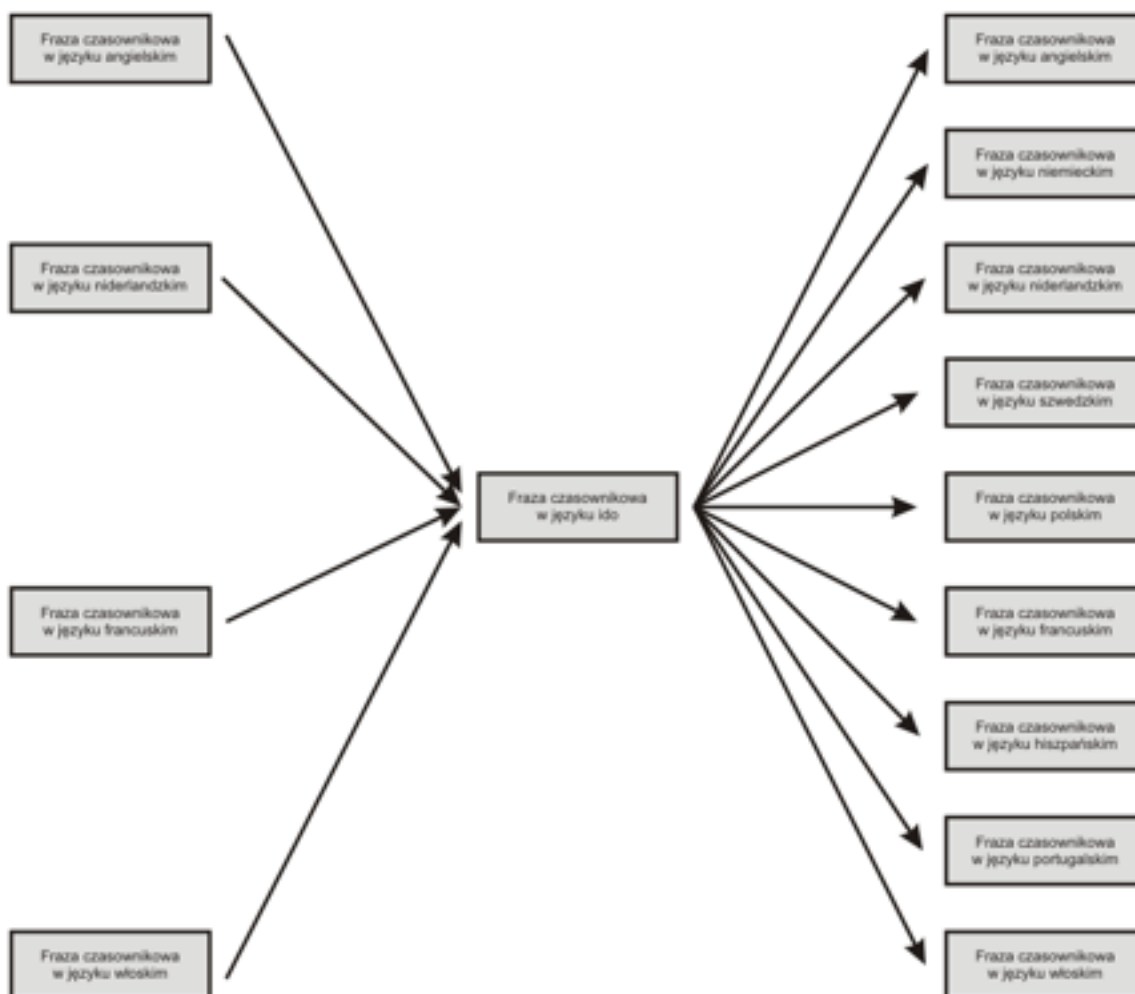 Fraza czasownikowa
w języku angielskim
Fraza czasownikowa
w języku niderlandzkim
Fraza czasownikowa
w języku francuskim
Fraza czasownikowa
w języku włoskim
Fraza czasownikowa
w języku ido
Fraza czasownikowa
w języku angielskim
Fraza czasownikowa
w języku niemieckim
Fraza czasownikowa
w języku niderlandzkim
Fraza czasownikowa
w języku szwedzkim
Fraza czasownikowa
w języku polskim
Fraza czasownikowa
w języku francuskim
Fraza czasownikowa
w języku hiszpańskim
Fraza czasownikowa
w języku portugalskim
Fraza czasownikowa
w języku włoskim